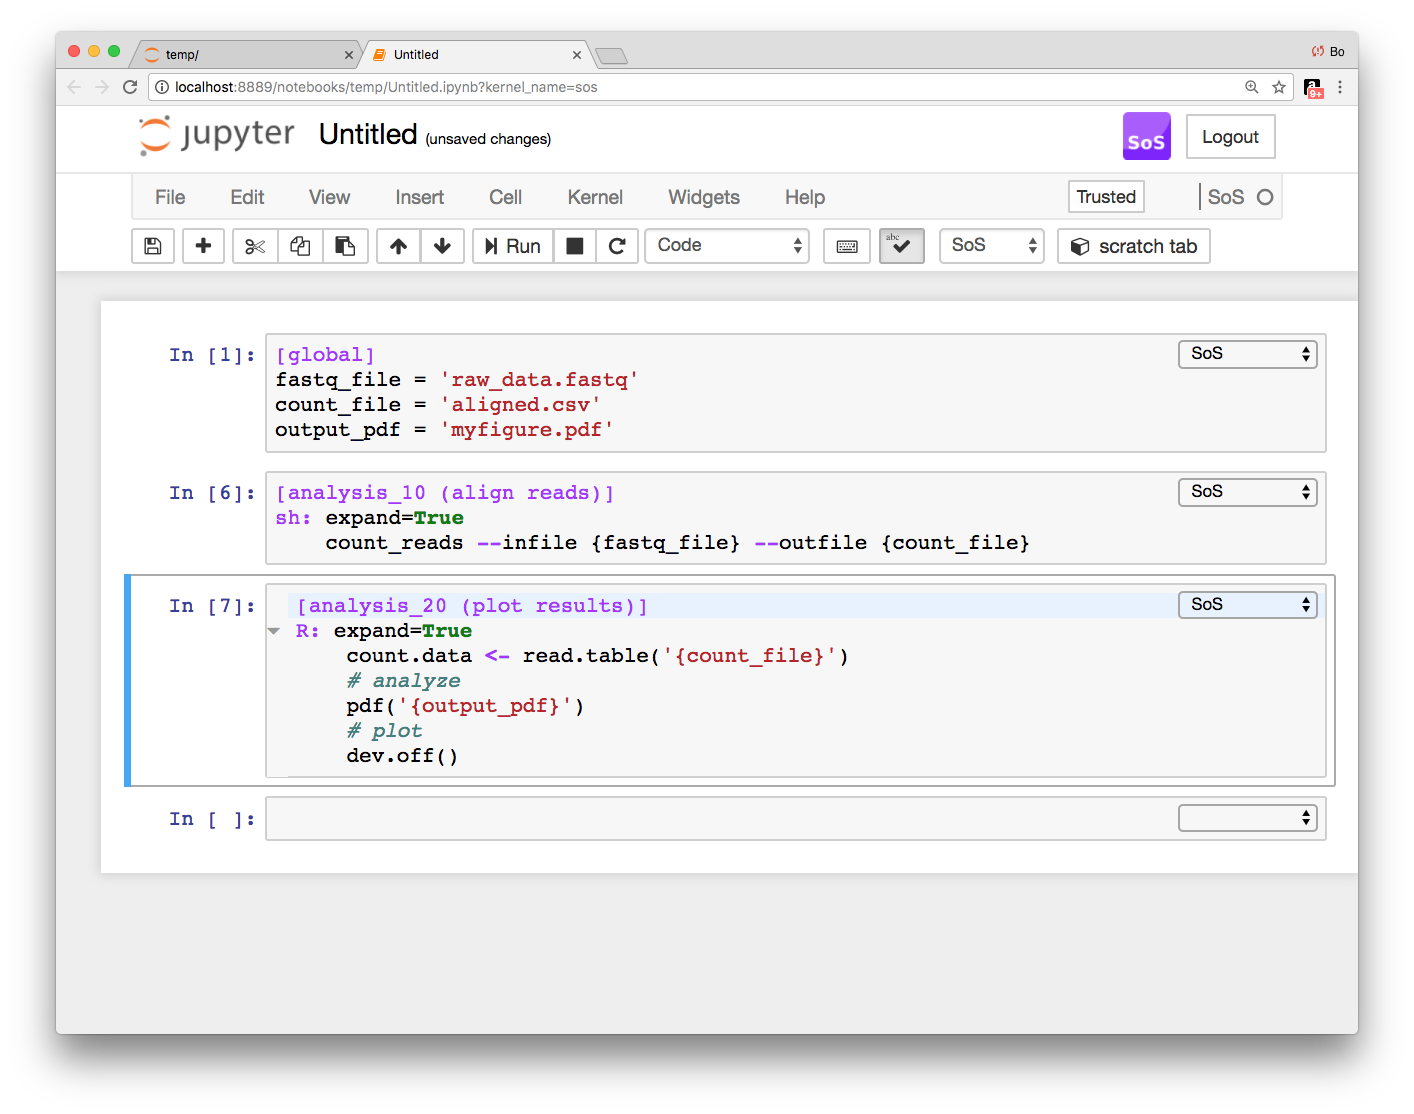 temp/
Untitled
Bo
localhost:8889/notebooks/temp/Untitled.ipynb?kernel_name=sos
a
9+
jupyter Untitled (unsaved changes)
SoS
Logout
File Edit View Insert Cell Kernel Widgets Help
Trusted
SoS
Run
Code
abc
SoS
scratch tab
In [1]:
[global]
SoS
fastq_file = 'raw_data.fastq'
count_file = 'aligned.csv'
output_pdf = 'myfigure.pdf'
In [6]:
[analysis_10 (align reads)]
SoS
sh: expand=True
    count_reads --infile {fastq_file} --outfile {count_file}
In [7]:
[analysis_20 (plot results)]
SoS
R: expand=True
    count.data <- read.table('{count_file}')
    # analyze
    pdf('{output_pdf}')
    # plot
    dev.off()
In [ ]: